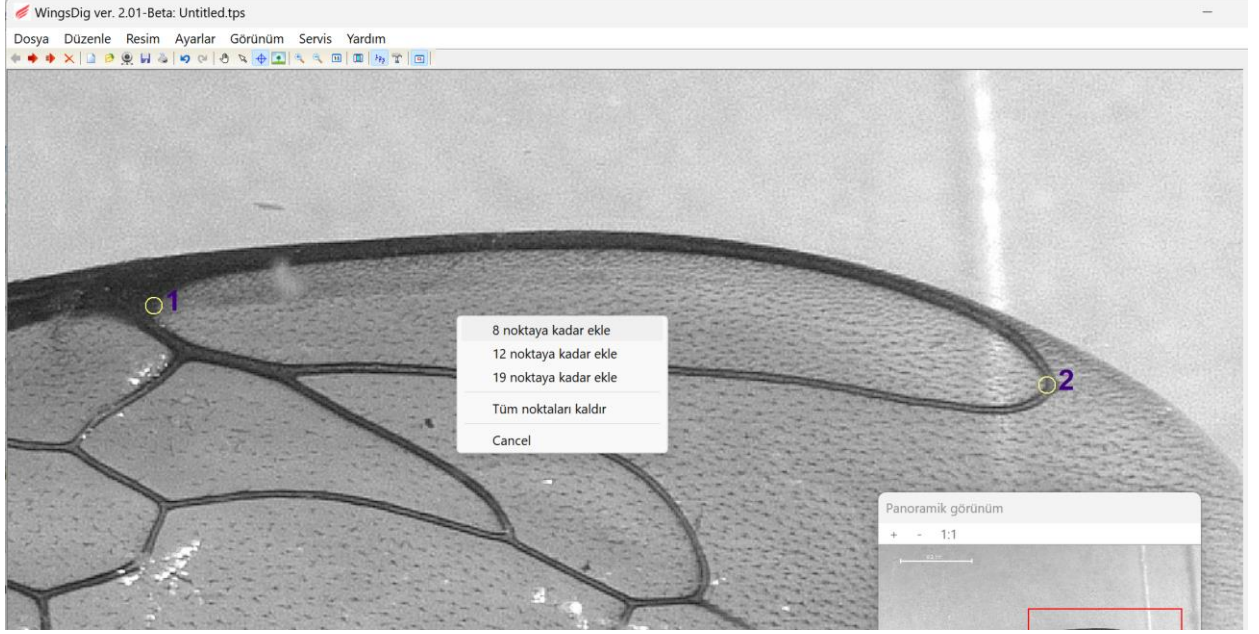 WingsDig ver. 2.01-Beta: Untitled.tps
Dosya Düzenle Resim Ayarlar Görünüm Servis Yardım
1
8 noktaya kadar ekle
12 noktaya kadar ekle
19 noktaya kadar ekle
2
Tüm noktaları kaldır
Cancel
Panoramik görünüm
+ - 1:1